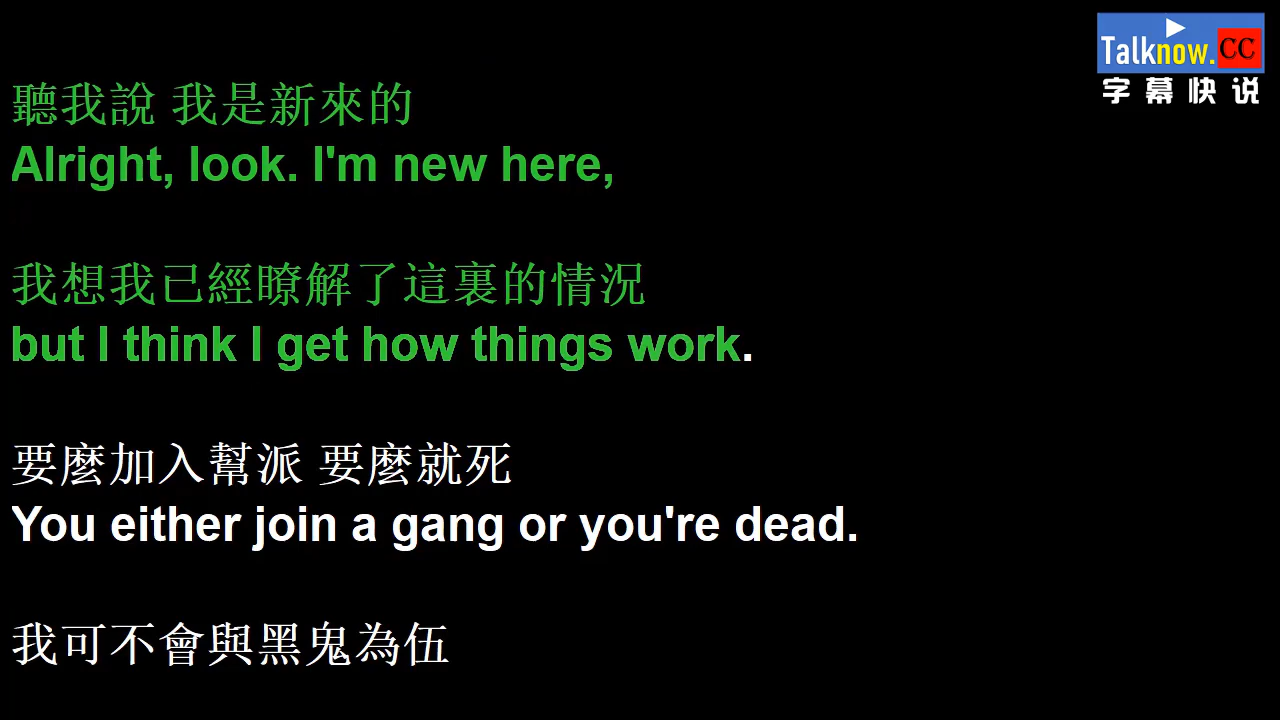 Talknow.CC
字幕快说
聽我說 我是新來的
Alright, look. I'm new here,
我想我已經瞭解了這裏的情況
but I think I get how things work.
要麼加入幫派 要麼就死
You either join a gang or you're dead.
我可不會與黑鬼為伍